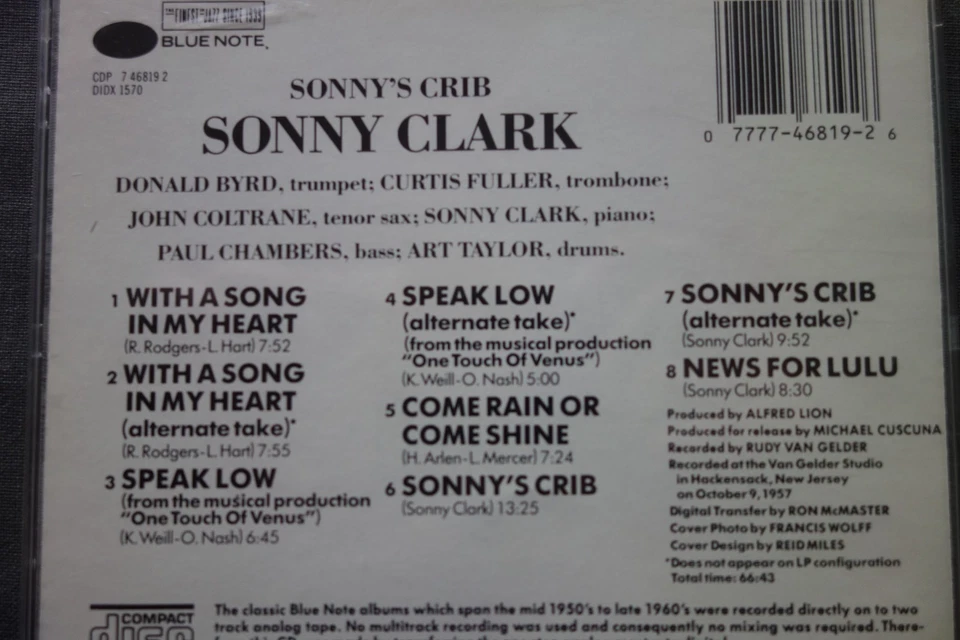 THE FINEST IN JAZZ SINCE 1939
BLUE NOTE
CDP 7 46819 2
DIDX 1570
0 7777-46819-2 6
SONNY'S CRIB
SONNY CLARK
DONALD BYRD, trumpet; CURTIS FULLER, trombone;
JOHN COLTRANE, tenor sax; SONNY CLARK, piano;
PAUL CHAMBERS, bass; ART TAYLOR, drums.
1 WITH A SONG
IN MY HEART
(R. Rodgers-L. Hart) 7:52
2 WITH A SONG
IN MY HEART
(alternate take)*
(R. Rodgers-L. Hart) 7:55
3 SPEAK LOW
(from the musical production
"One Touch Of Venus")
(K. Weill-O. Nash) 6:45
4 SPEAK LOW
(alternate take)*
(from the musical production
"One Touch Of Venus")
(K. Weill-O. Nash) 5:00
5 COME RAIN OR
COME SHINE
(H. Arlen-L. Mercer) 7:24
6 SONNY'S CRIB
(Sonny Clark) 13:25
7 SONNY'S CRIB
(alternate take)*
(Sonny Clark) 9:52
8 NEWS FOR LULU
(Sonny Clark) 8:30
Produced by ALFRED LION
Produced for release by MICHAEL CUSCUNA
Recorded by RUDY VAN GELDER
Recorded at the Van Gelder Studio
in Hackensack, New Jersey
on October 9, 1957
Digital Transfer by RON McMASTER
Cover Photo by FRANCIS WOLFF
Cover Design by REID MILES
*Does not appear on LP configuration
Total time: 66:43
COMPACT
disc
The classic Blue Note albums which span the mid 1950's to late 1960's were recorded directly on to two
track analog tape. No multitrack recording was used and consequently no mixing was required. There-